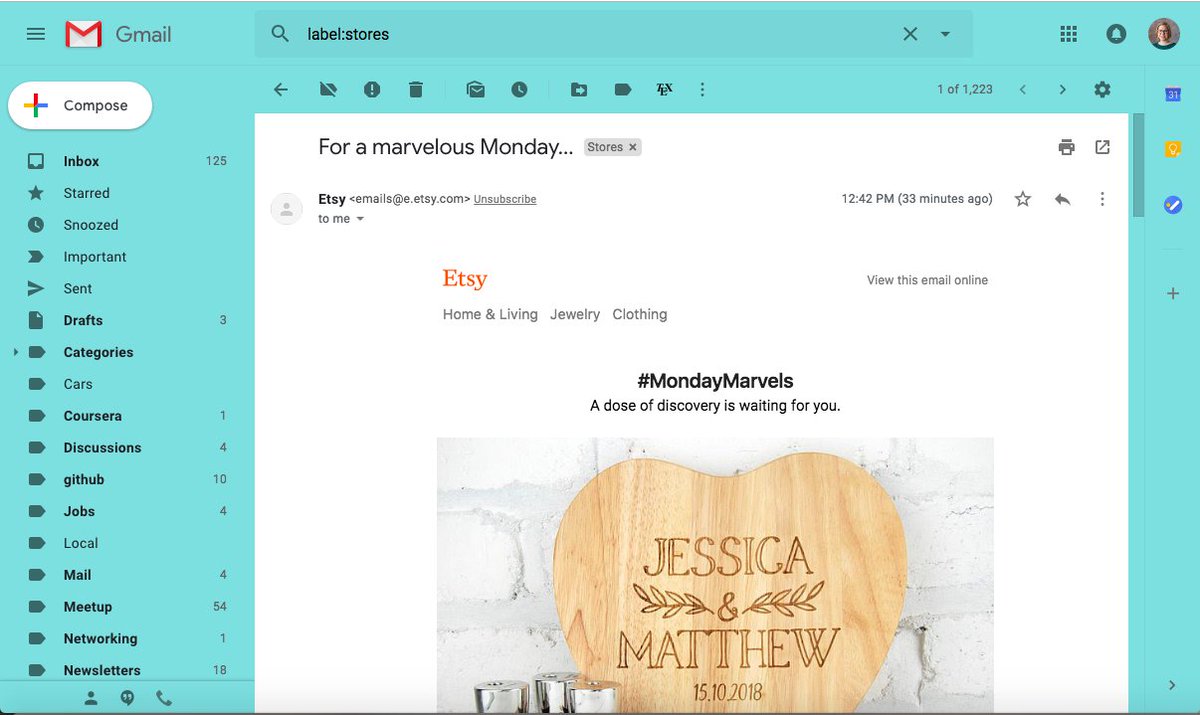 Gmail
label:stores
Compose
1 of 1,223
31
TEX
For a marvelous Monday...
Stores ×
Inbox 125
Starred
Snoozed
Important
Sent
Drafts 3
Categories
Cars
Coursera 1
Discussions 4
github 10
Jobs 4
Local
Mail 4
Meetup 54
Networking 1
Newsletters 18
Etsy <emails@e.etsy.com> Unsubscribe
12:42 PM (33 minutes ago)
to me
Etsy
View this email online
Home & Living Jewelry Clothing
#MondayMarvels
A dose of discovery is waiting for you.
JESSICA
&
MATTHEW
15.10.2018